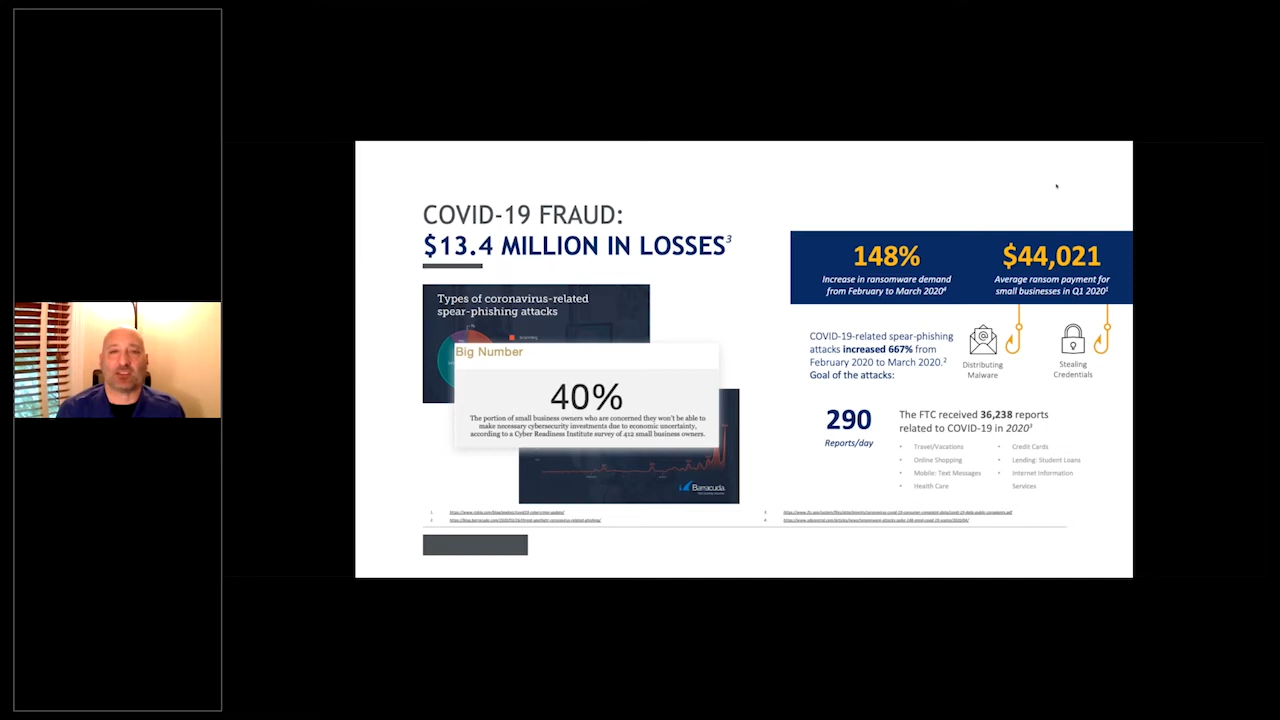 COVID-19 FRAUD:
$13.4 MILLION IN LOSSES3
Types of coronavirus-related
spear-phishing attacks
Big Number
40%
The portion of small business owners who are concerned they won't be able to
make necessary cybersecurity investments due to economic uncertainty,
according to a Cyber Readiness Institute survey of 412 small business owners.
Barracuda
148%
Increase in ransomware demand
from February to March 20204
$44,021
Average ransom payment for
small businesses in Q1 20201
COVID-19-related spear-phishing
attacks increased 667% from
February 2020 to March 2020.2
Goal of the attacks:
Distributing
Malware
Stealing
Credentials
290
Reports/day
The FTC received 36,238 reports
related to COVID-19 in 20203
• Travel/Vacations
• Online Shopping
• Mobile: Text Messages
• Health Care
• Credit Cards
• Lending: Student Loans
• Internet Information
Services
1.
2.
3.
4.